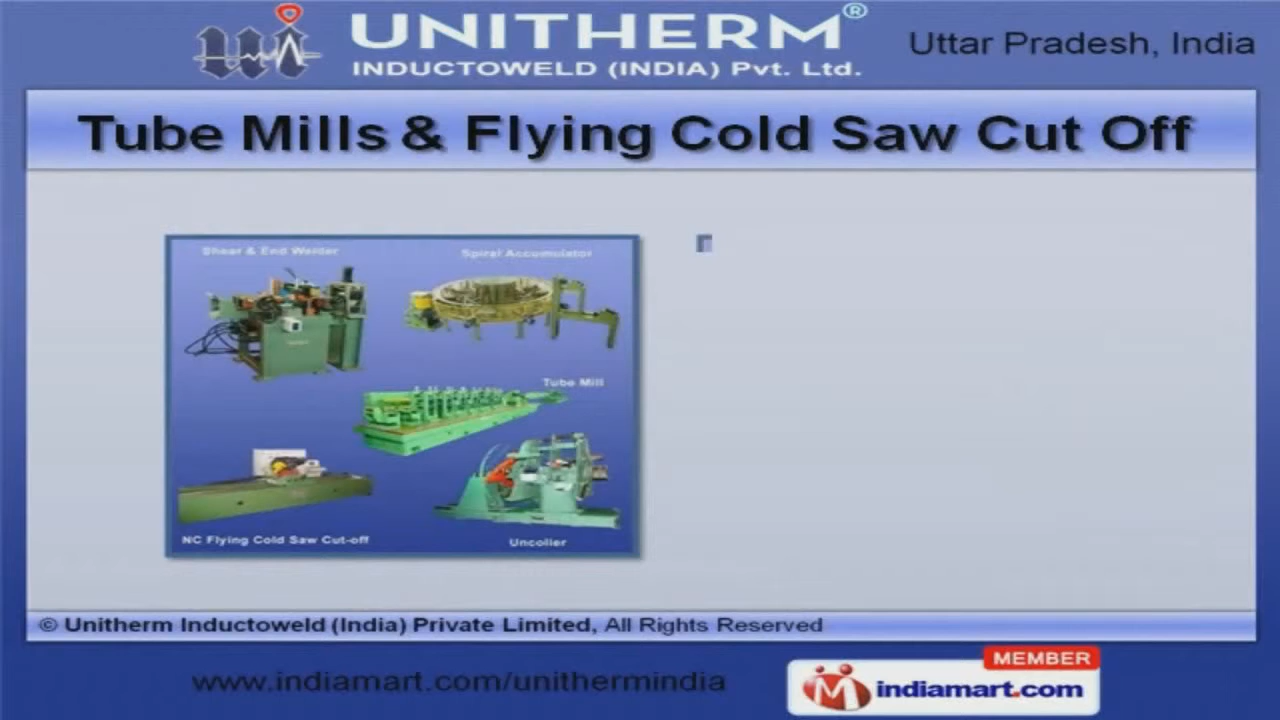 UNITHERM®
INDUCTOWELD (INDIA) Pvt. Ltd.
Uttar Pradesh, India
Tube Mills & Flying Cold Saw Cut Off
Shear & End Welder
Spiral Accumulator
Tube Mill
NC Flying Cold Saw Cut-off
Uncolier
© Unitherm Inductoweld (India) Private Limited, All Rights Reserved
www.indiamart.com/unithermindia
MEMBER
indiamart.com